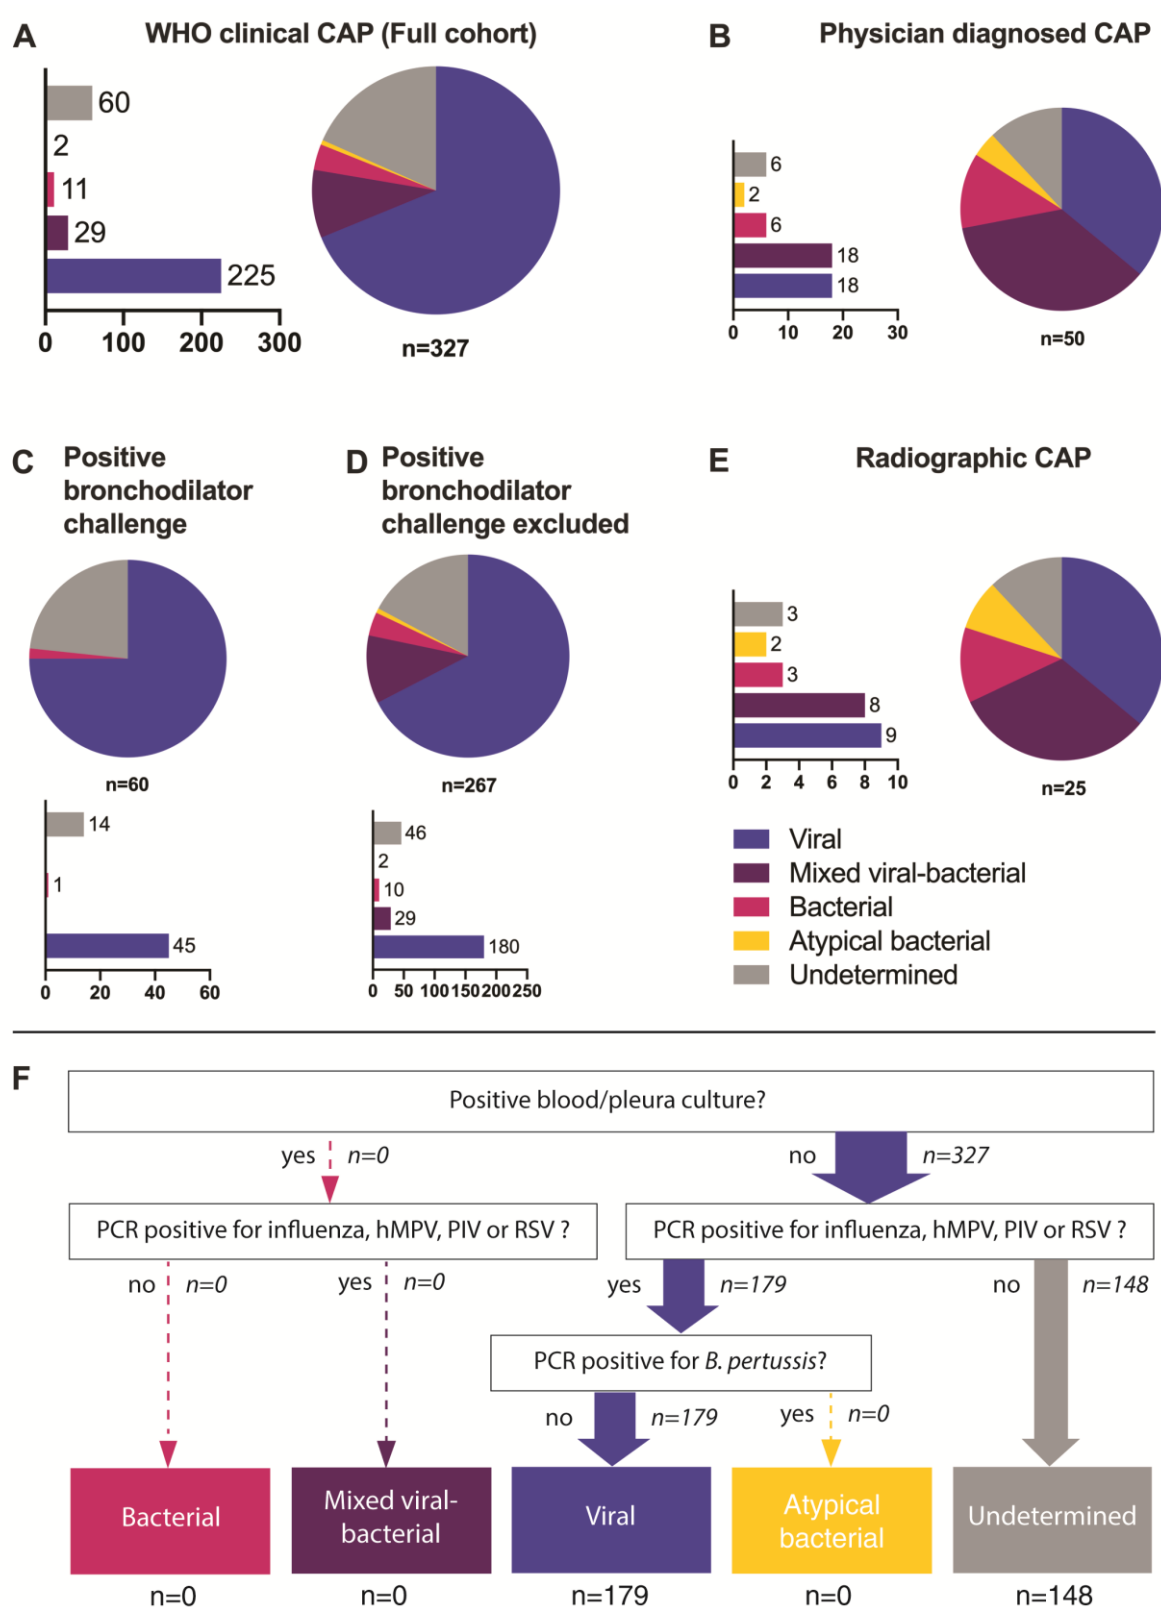 A
WHO clinical CAP (Full cohort)
60
2
11
29
225
0 100 200 300
n=327
B
Physician diagnosed CAP
6
2
6
18
18
0 10 20 30
n=50
C
Positive
bronchodilator
challenge
n=60
14
1
45
0 20 40 60
D
Positive
bronchodilator
challenge excluded
n=267
46
2
10
29
180
0 50 100 150 200 250
E
Radiographic CAP
3
2
3
8
9
0 2 4 6 8 10
n=25
Viral
Mixed viral-bacterial
Bacterial
Atypical bacterial
Undetermined
F
Positive blood/pleura culture?
yes n=0
no n=327
PCR positive for influenza, hMPV, PIV or RSV ?
PCR positive for influenza, hMPV, PIV or RSV ?
no n=0
yes n=0
yes n=179
no n=148
PCR positive for B. pertussis?
no n=179
yes n=0
Bacterial
Mixed viral-
bacterial
Viral
Atypical
bacterial
Undetermined
n=0
n=0
n=179
n=0
n=148